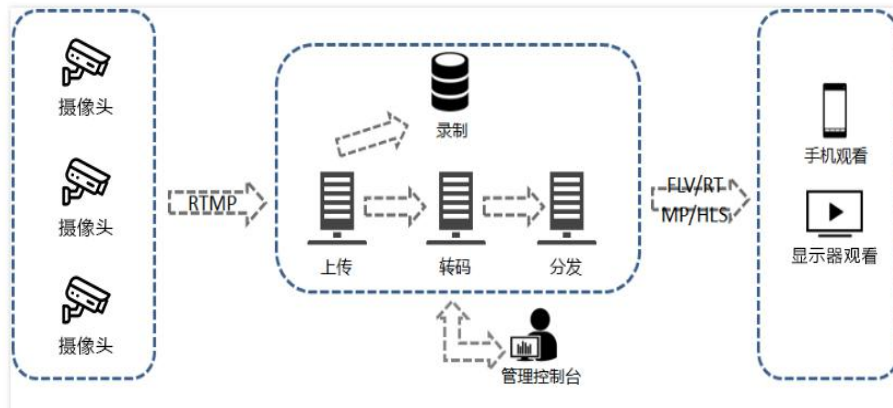 摄像头
摄像头
摄像头
RTMP
录制
上传
转码
分发
管理控制台
FLV/RT
MP/HLS
手机观看
显示器观看